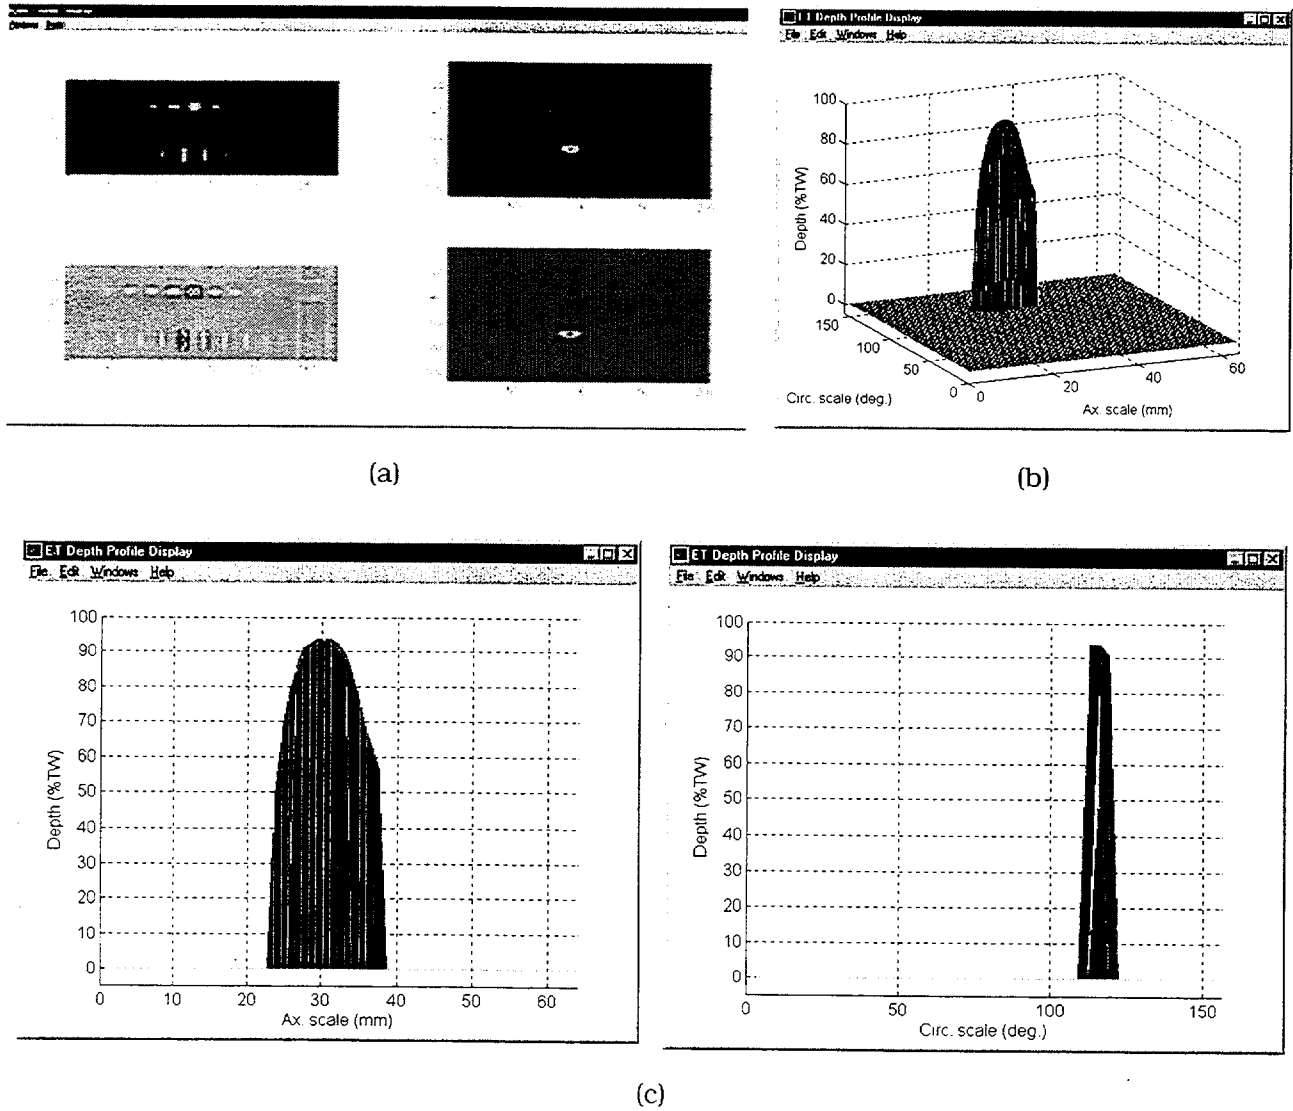 ET Depth Profile Display
File Edit Windows Help
100
80
60
40
20
0
Depth (%TW)
150
100
50
0
Circ. scale (deg.)
0
20
40
60
Ax. scale (mm)
(a)
(b)
ET Depth Profile Display
File Edit Windows Help
100
90
80
70
60
50
40
30
20
10
0
Depth (%TW)
0 10 20 30 40 50 60
Ax. scale (mm)
ET Depth Profile Display
File Edit Windows Help
100
90
80
70
60
50
40
30
20
10
0
Depth (%TW)
0 50 100 150
Circ. scale (deg.)
(c)